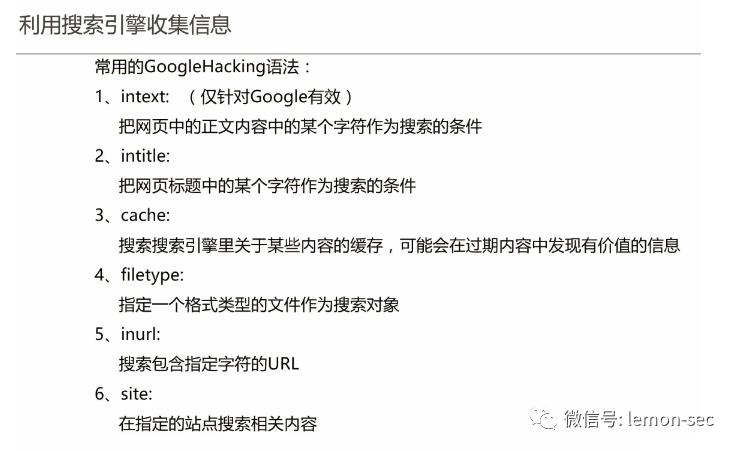 利用搜索引擎收集信息
常用的GoogleHacking语法：
1、intext: （仅针对Google有效）
把网页中的正文内容中的某个字符作为搜索的条件
2、intitle:
把网页标题中的某个字符作为搜索的条件
3、cache:
搜索搜索引擎里关于某些内容的缓存，可能会在过期内容中发现有价值的信息
4、filetype:
指定一个格式类型的文件作为搜索对象
5、inurl:
搜索包含指定字符的URL
6、site:
在指定的站点搜索相关内容
微信号: lemon-sec